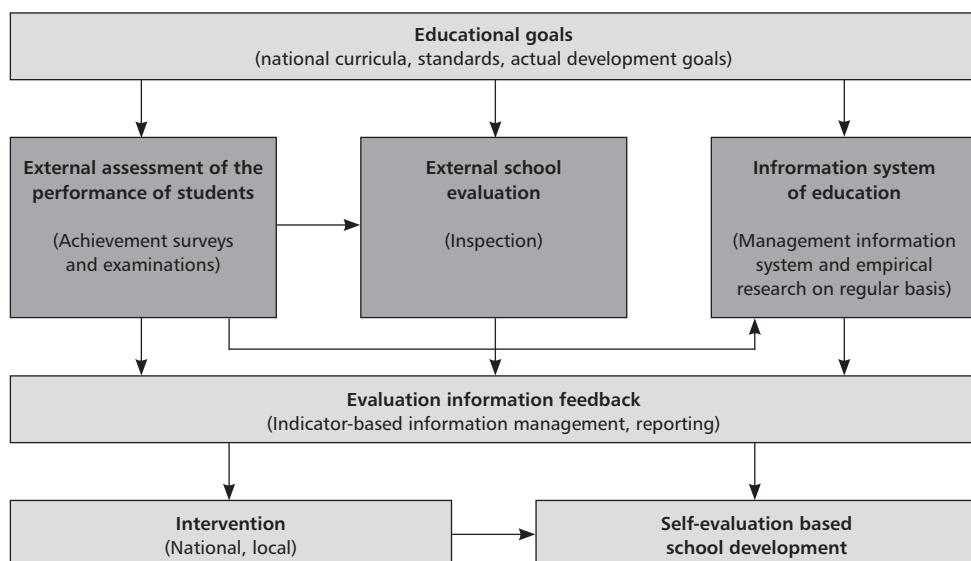 Educational goals
(national curricula, standards, actual development goals)
External assessment of the
performance of students
(Achievement surveys
and examinations)
External school
evaluation
(Inspection)
Infrormation system
of education
(Management information
system and empirical
research on regular basis)
Evaluation information feedback
(Indicator-based information management, reporting)
Intervention
(National, local)
Self-evaluation based
school development